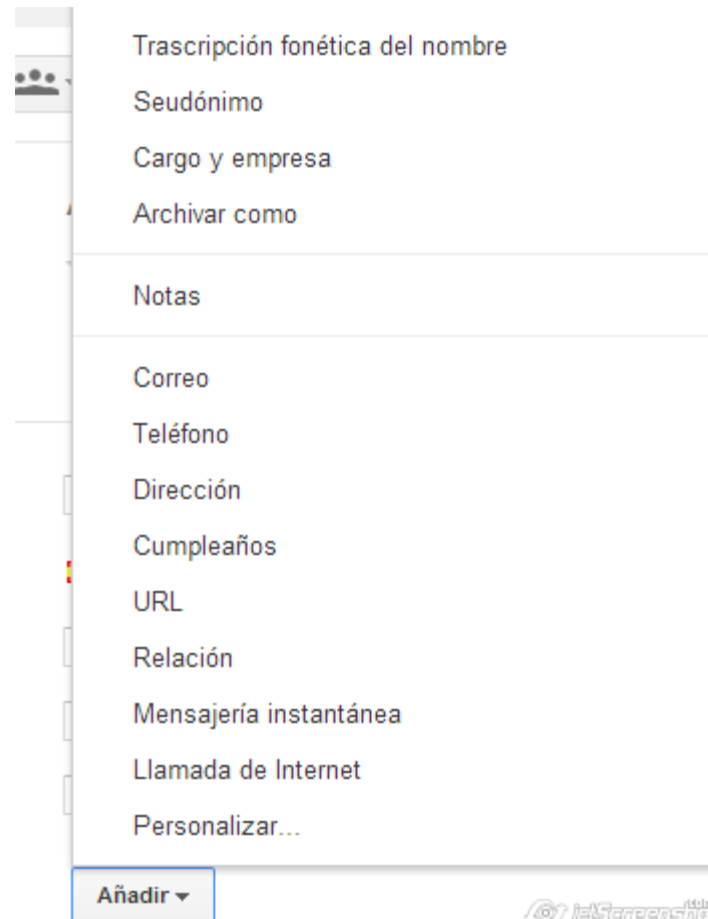 Trascripción fonética del nombre
Seudónimo
Cargo y empresa
Archivar como
Notas
Correo
Teléfono
Dirección
Cumpleaños
URL
Relación
Mensajería instantánea
Llamada de Internet
Personalizar...
Añadir